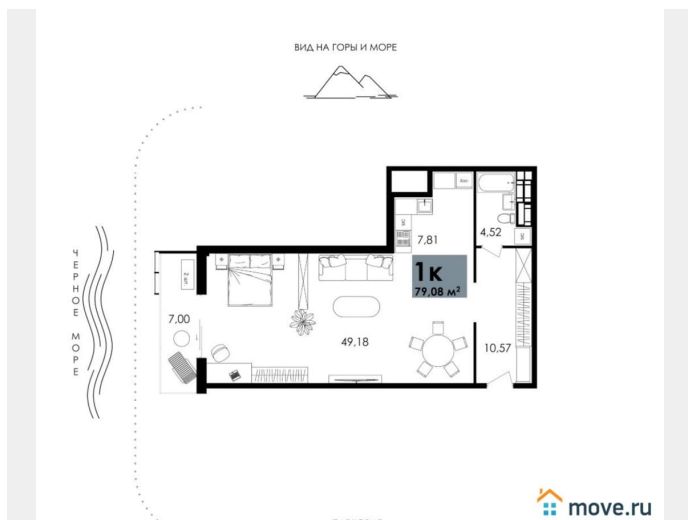 ВИД НА ГОРЫ И МОРЕ
ЧЕРНОЕ МОРЕ
7,81
4,52
1к
79,08 м²
7,00
49,18
10,57
move.ru